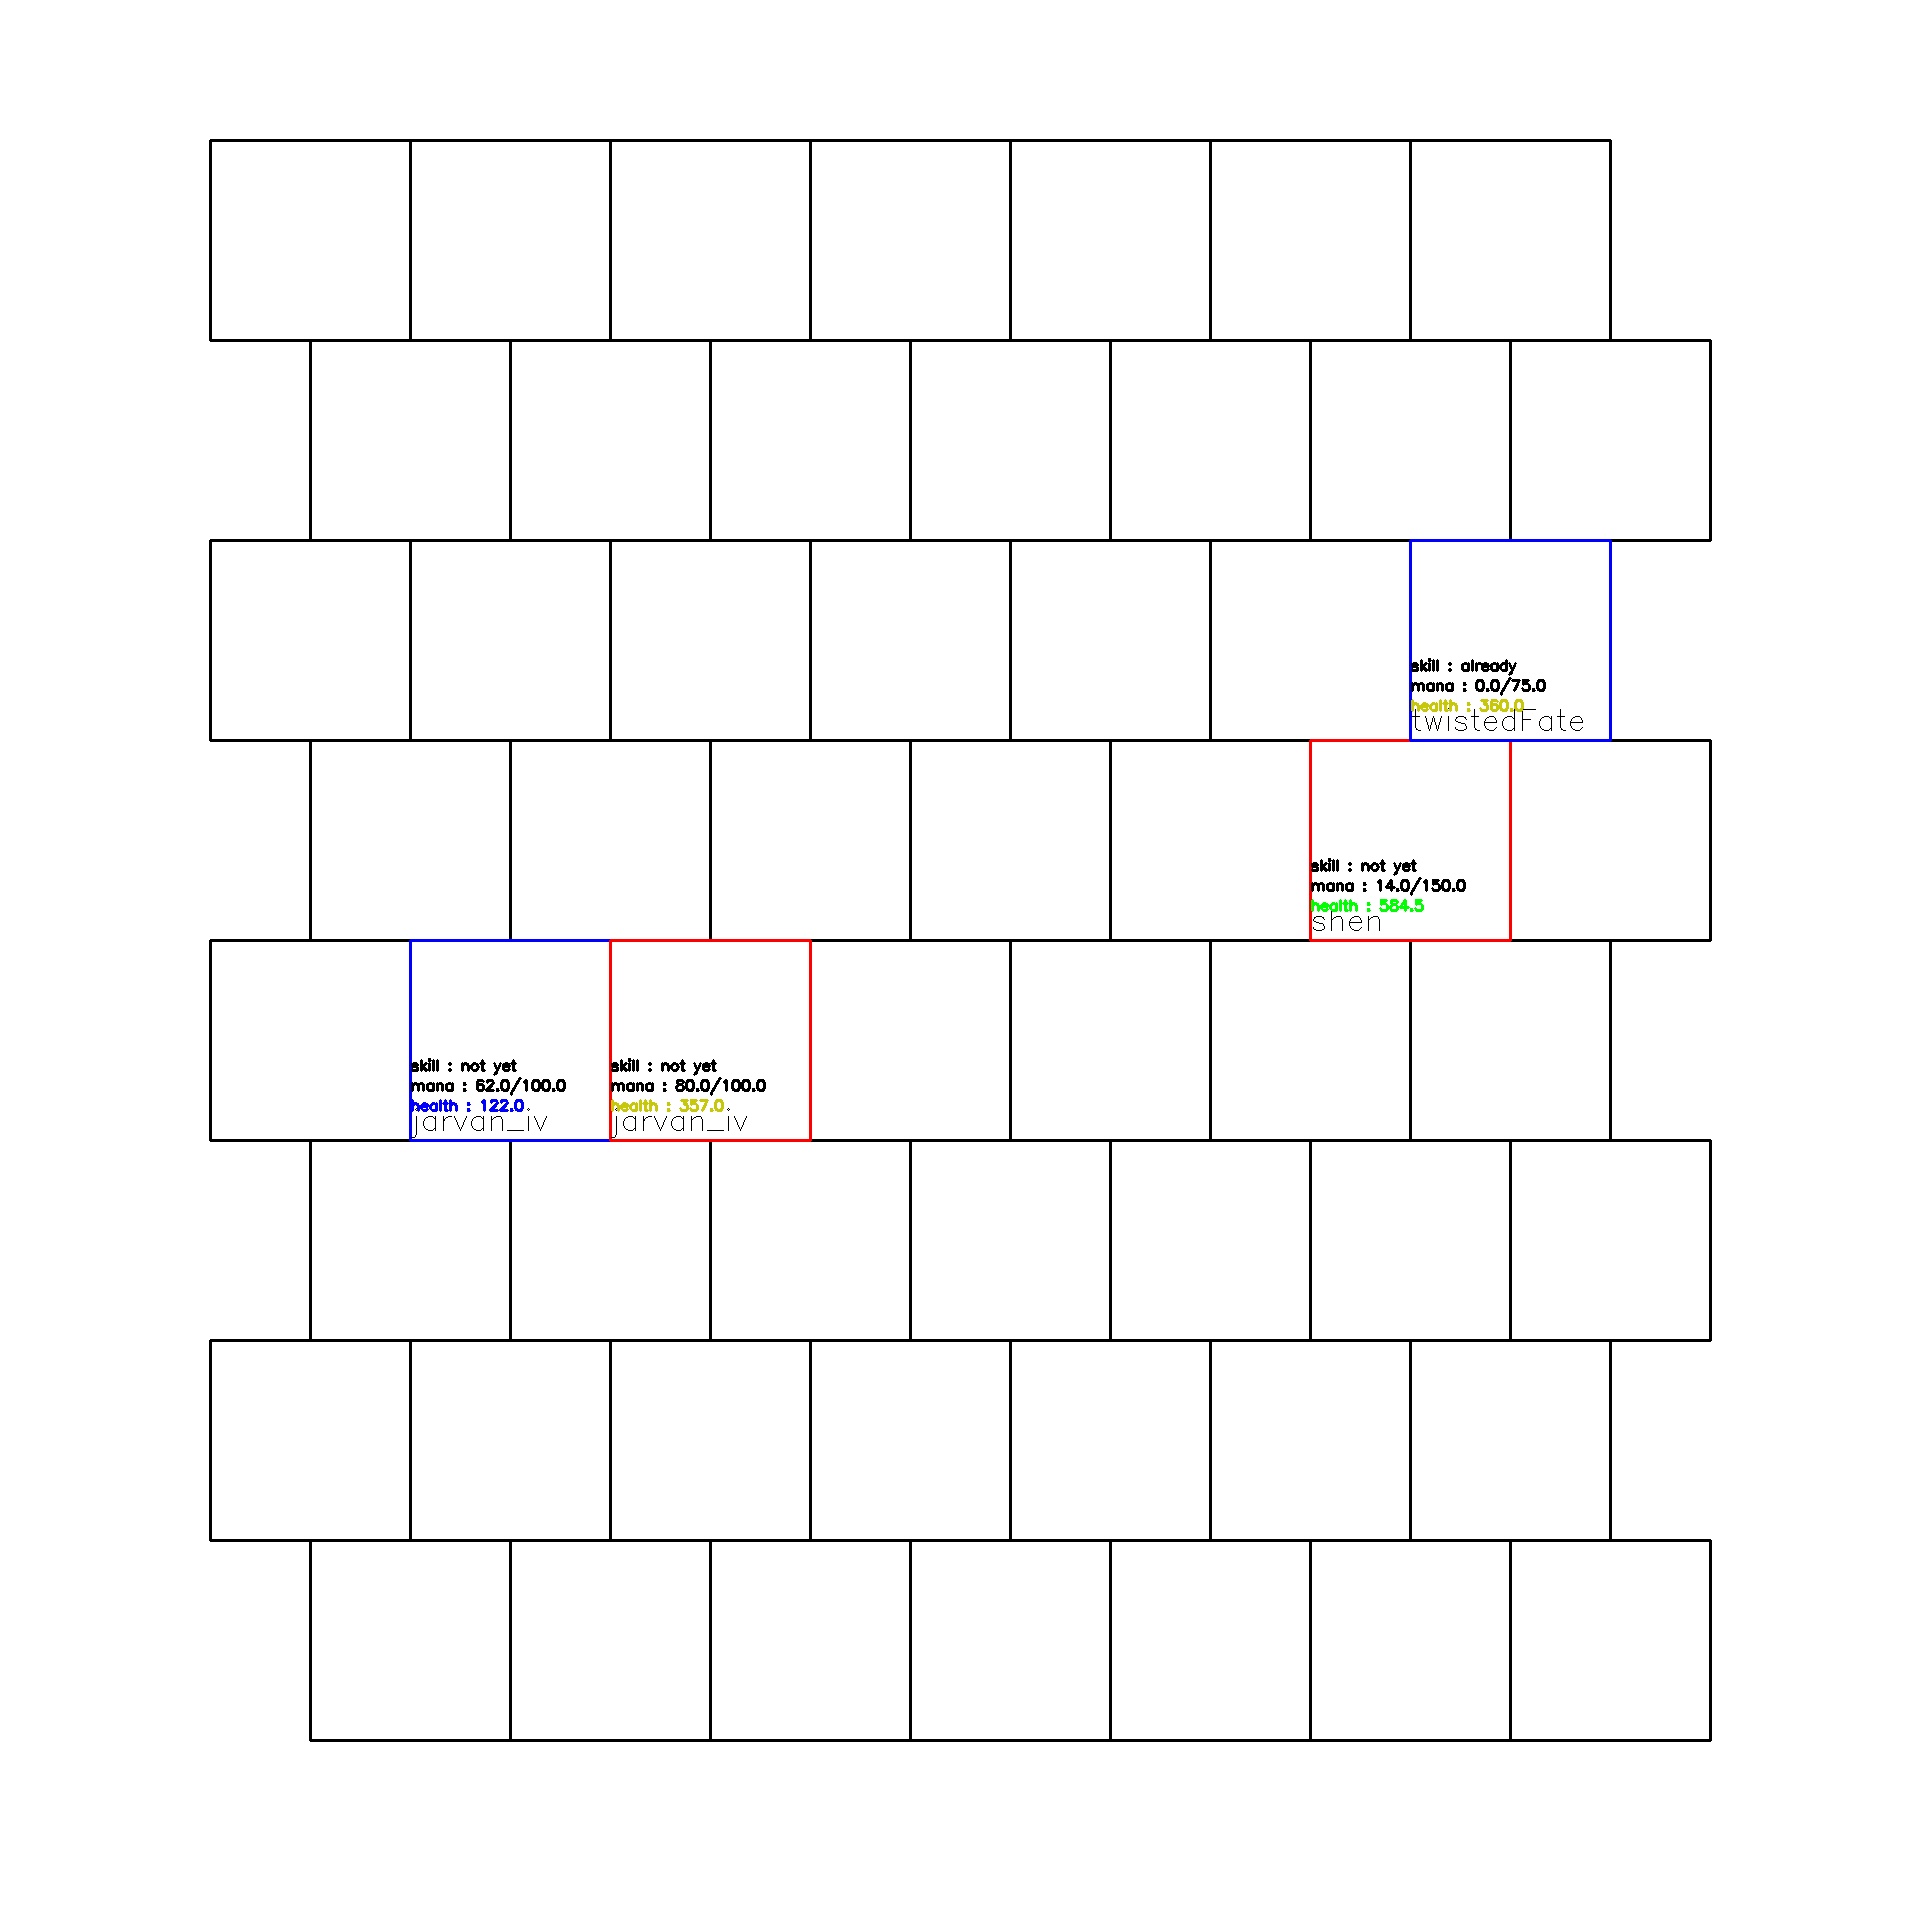 skill : already
mana : 0.0/75.0
health : 360.0
twistedFate
skill : not yet
mana : 14.0/150.0
health : 584.5
shen
skill : not yet
mana : 62.0/100.0
health : 122.0
jarvan_iv
skill : not yet
mana : 80.0/100.0
health : 357.0
jarvan_iv